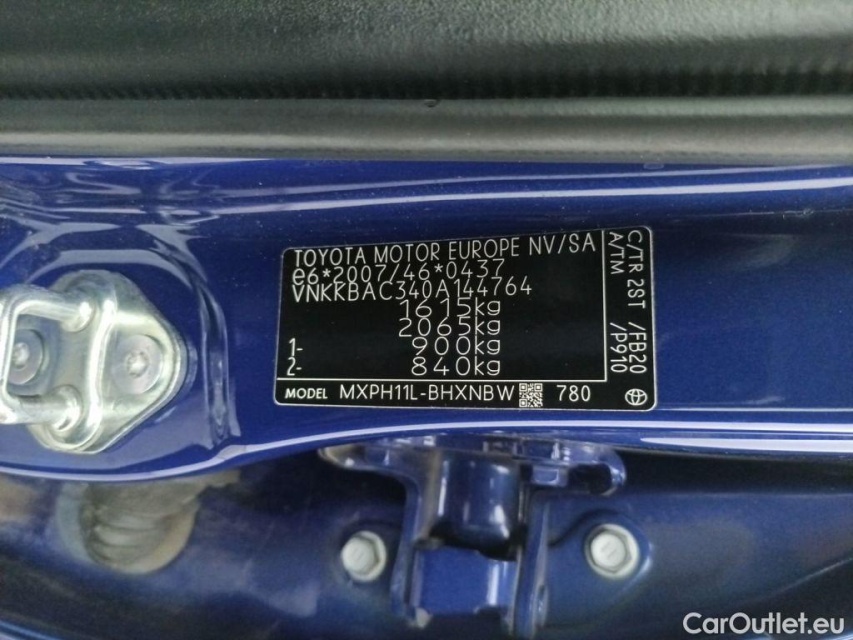 TOYOTA MOTOR EUROPE NV/SA
e6*2007/46*0437
VNKKBAC340A144764
1615kg
2065kg
1- 900kg
2- 840kg
C/TR 2ST /FB20
A/TM /P910
MODEL MXPH11L-BHXNBW 780
CarOutlet.eu